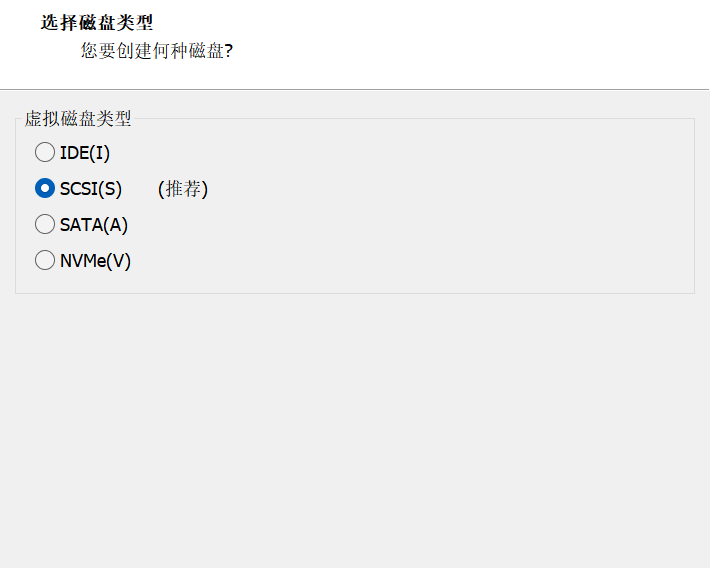 选择磁盘类型
您要创建何种磁盘?
虚拟磁盘类型
IDE(I)
SCSI(S) (推荐)
SATA(A)
NVMe(V)